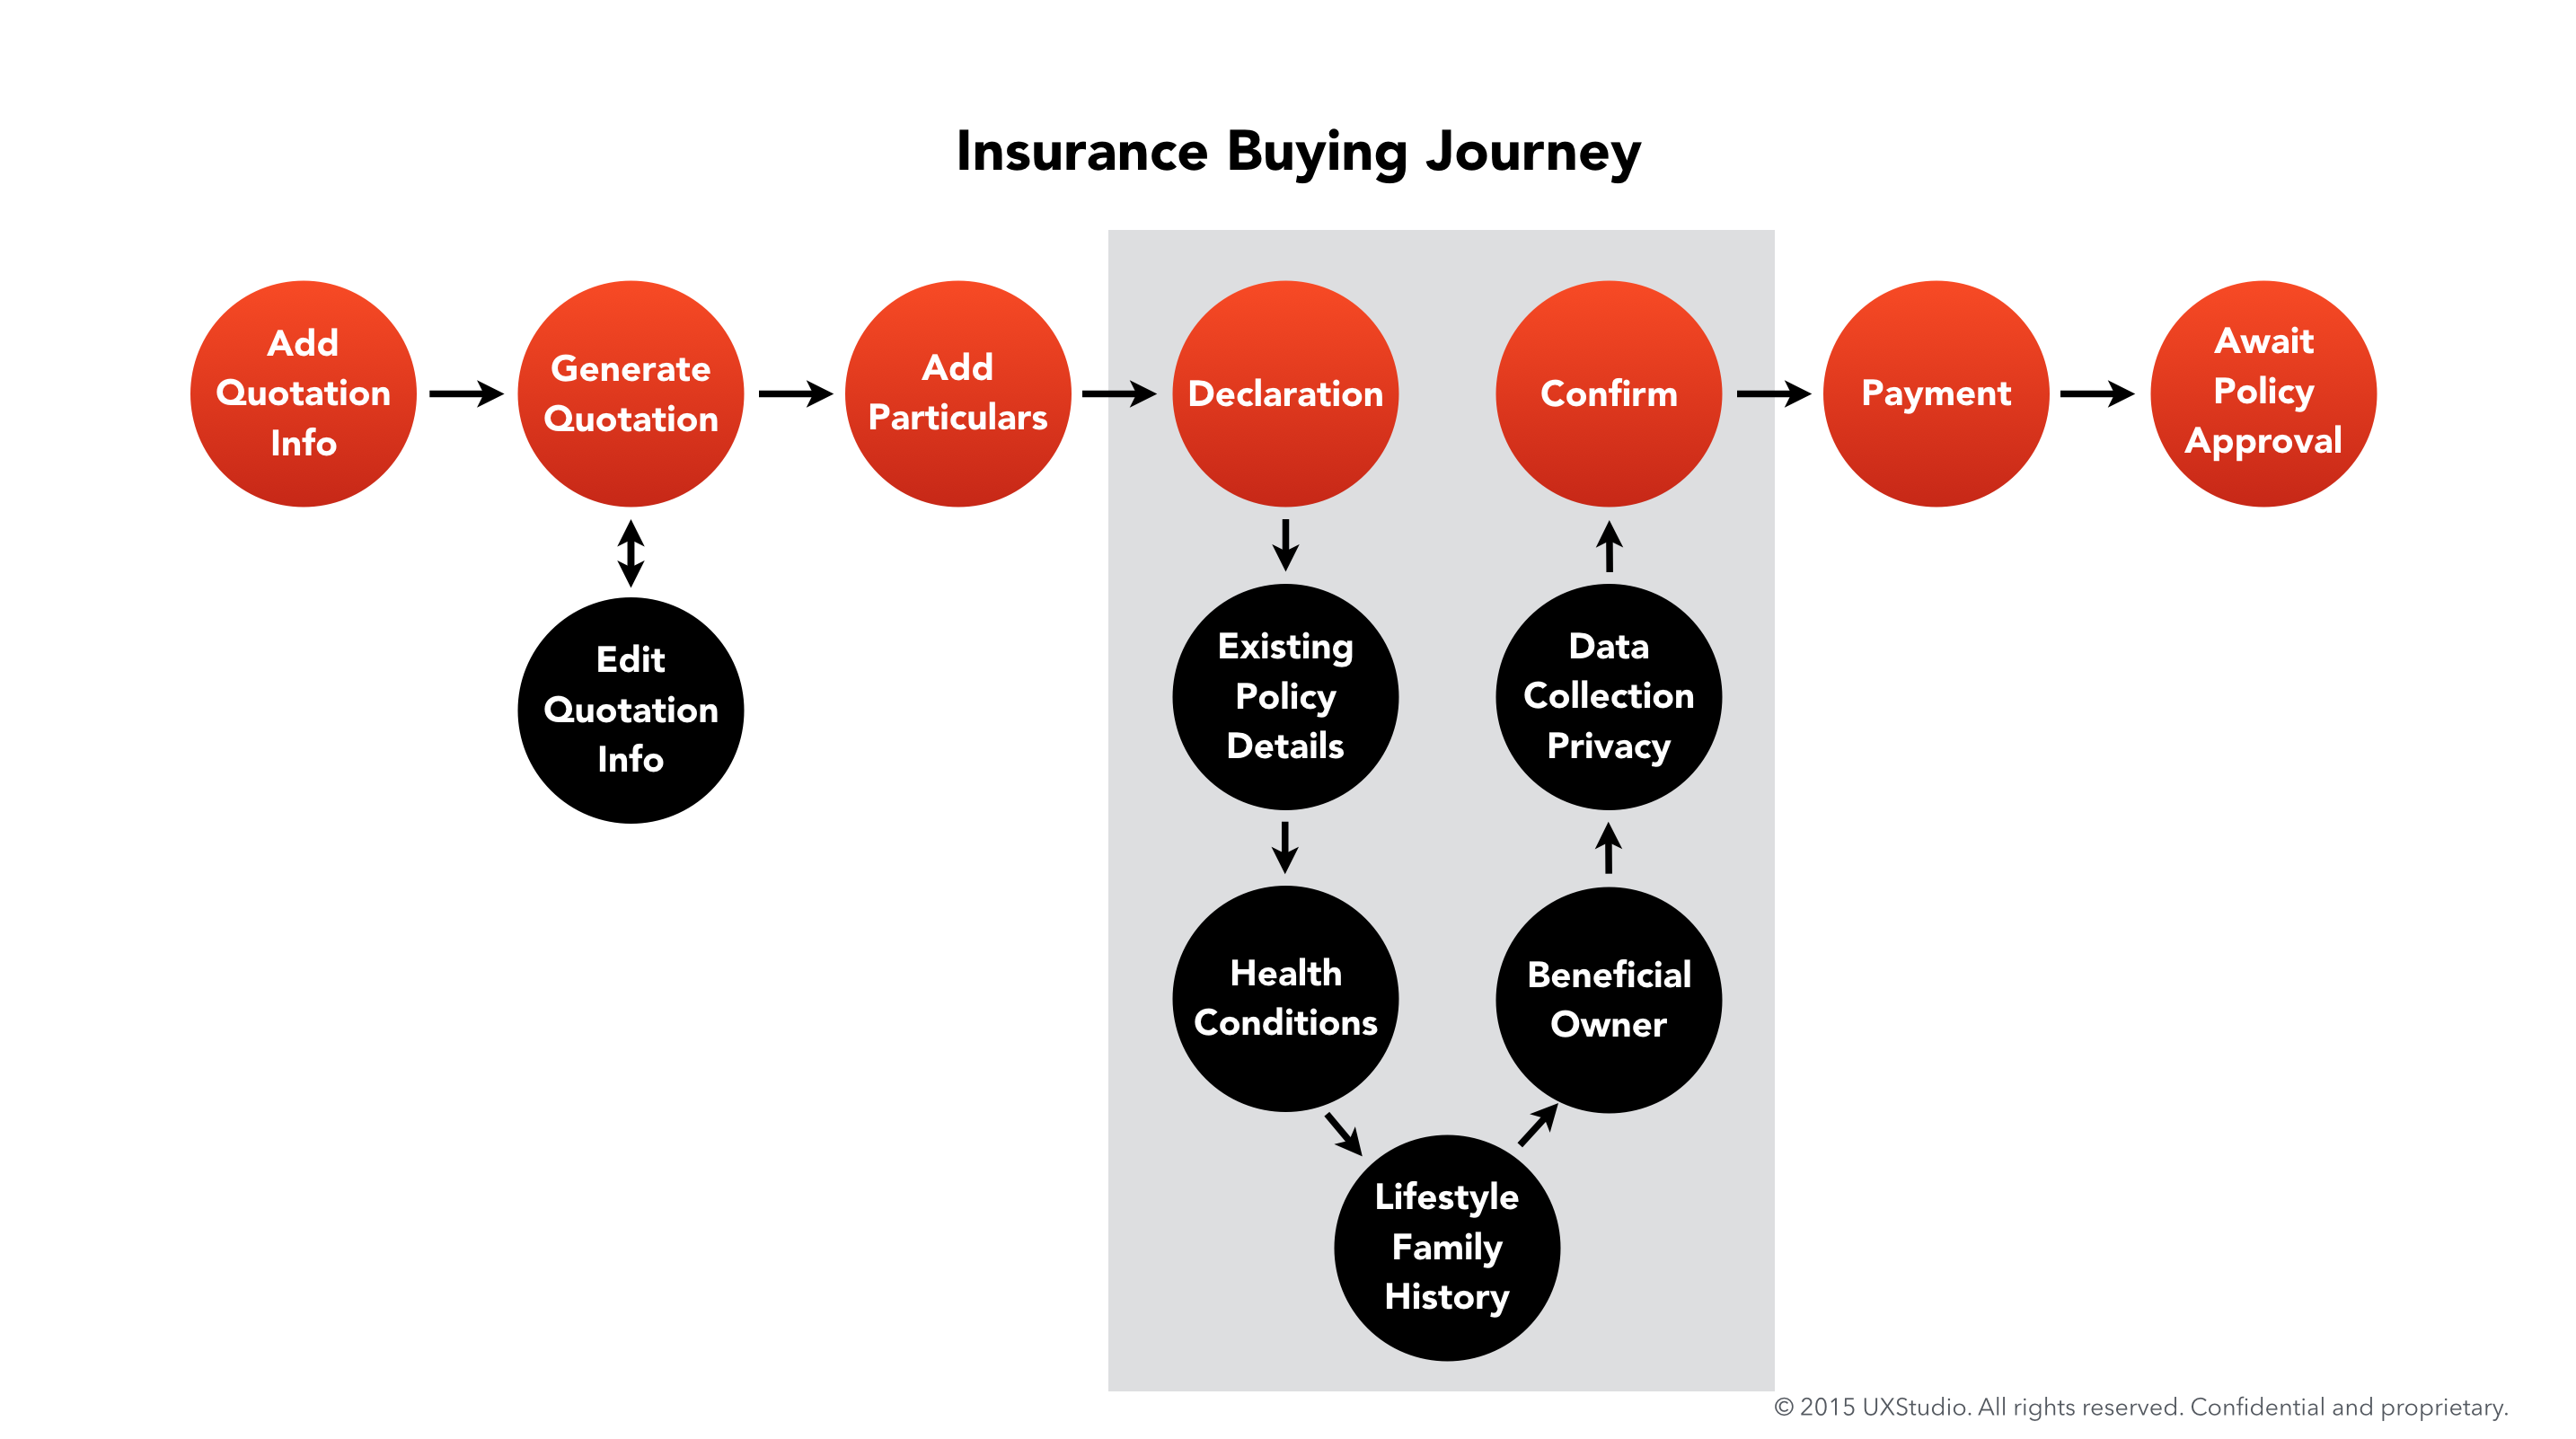 Insurance Buying Journey
Add
Quotation
Info
Generate
Quotation
Add
Particulars
Declaration
Confirm
Payment
Await
Policy
Approval
Edit
Quotation
Info
Existing
Policy
Details
Data
Collection
Privacy
Health
Conditions
Beneficial
Owner
Lifestyle
Family
History
© 2015 UXStudio. All rights reserved. Confidential and proprietary.